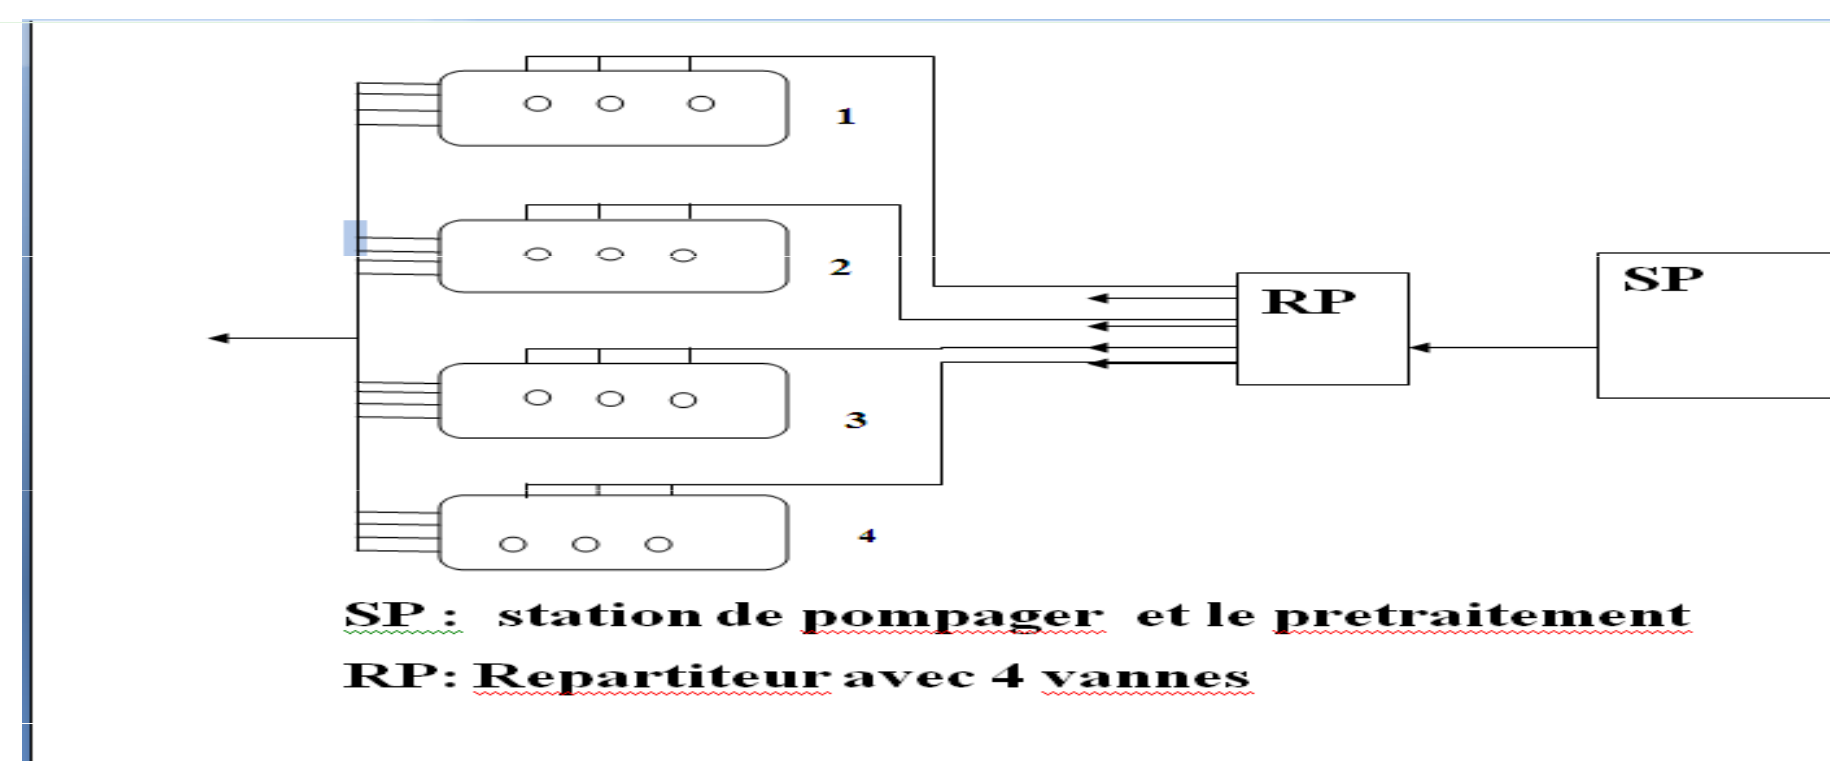 1
2
RP
SP
3
4
SP : station de pompager et le pretraitement
RP: Repartiteur avec 4 vannes